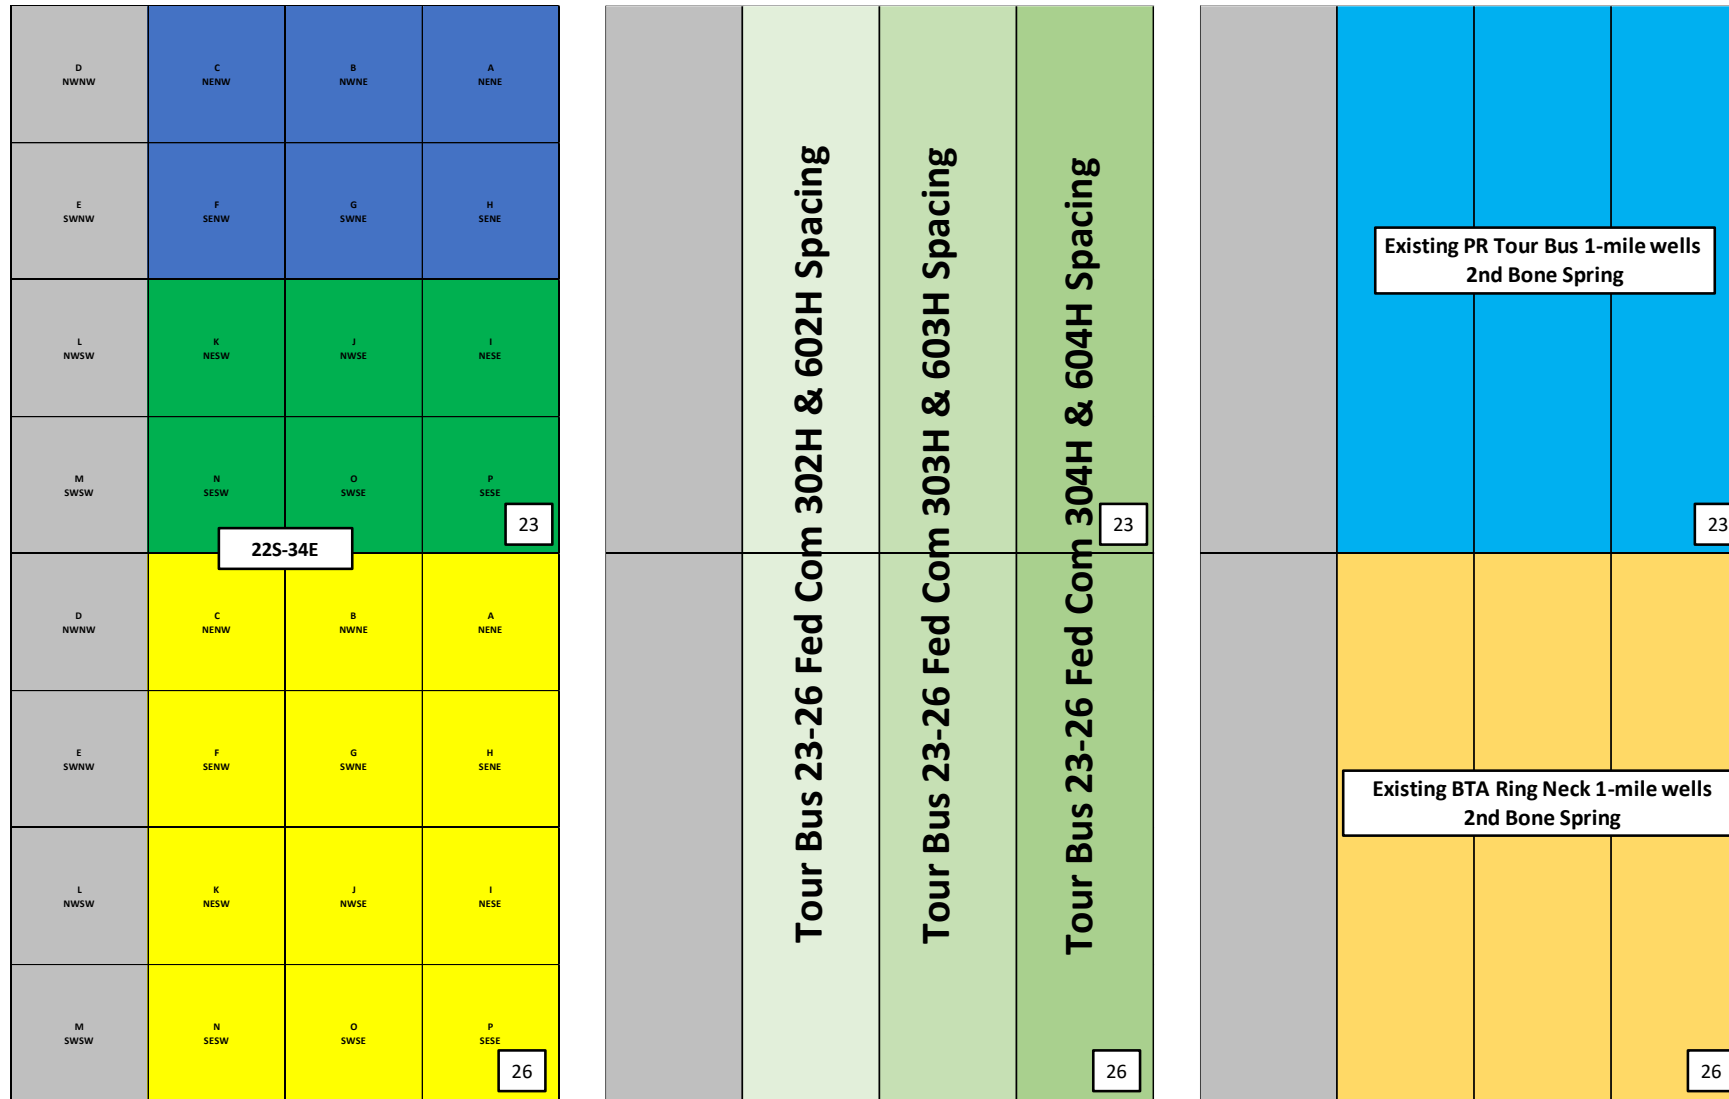 D
NWNW
C
NENW
B
NWNE
A
NENE
E
SWNW
F
SENW
G
SWNE
H
SENE
L
NWSW
K
NESW
J
NWSE
I
NESE
M
SWSW
N
SESW
O
SWSE
P
SESE
23
22S-34E
D
NWNW
C
NENW
B
NWNE
A
NENE
E
SWNW
F
SENW
G
SWNE
H
SENE
L
NWSW
K
NESW
J
NWSE
I
NESE
M
SWSW
N
SESW
O
SWSE
P
SESE
26
Tour Bus 23-26 Fed Com 302H & 602H Spacing
Tour Bus 23-26 Fed Com 303H & 603H Spacing
Tour Bus 23-26 Fed Com 304H & 604H Spacing
23
26
Existing PR Tour Bus 1-mile wells
2nd Bone Spring
23
Existing BTA Ring Neck 1-mile wells
2nd Bone Spring
26